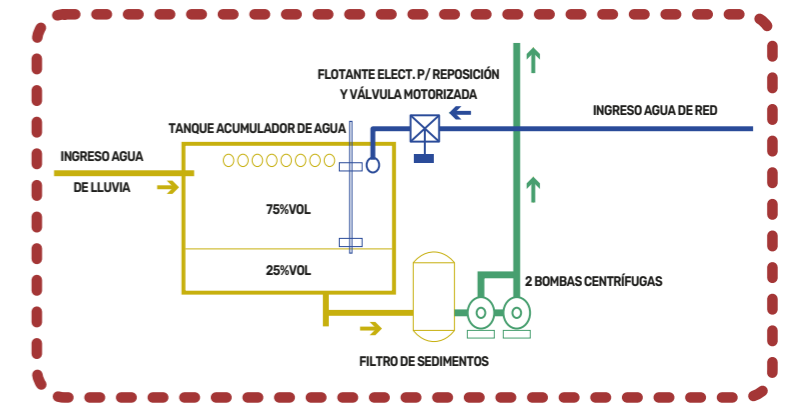 FLOTANTE ELECT. P/ REPOSICIÓN
Y VÁLVULA MOTORIZADA
INGRESO AGUA DE RED
TANQUE ACUMULADOR DE AGUA
INGRESO AGUA
DE LLUVIA
75%VOL
25%VOL
2 BOMBAS CENTRÍFUGAS
FILTRO DE SEDIMENTOS